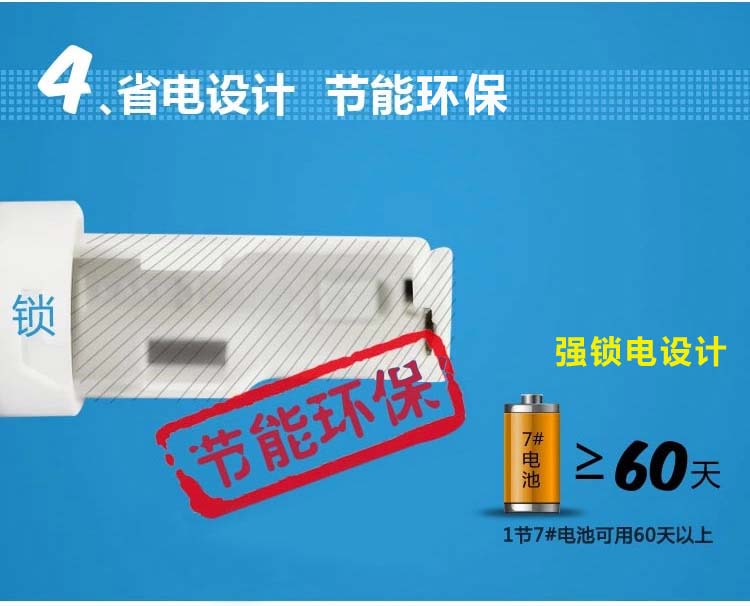 4、省电设计 节能环保
锁
强锁电设计
节能环保
7#
电
池
≥60天
1节7#电池可用60天以上